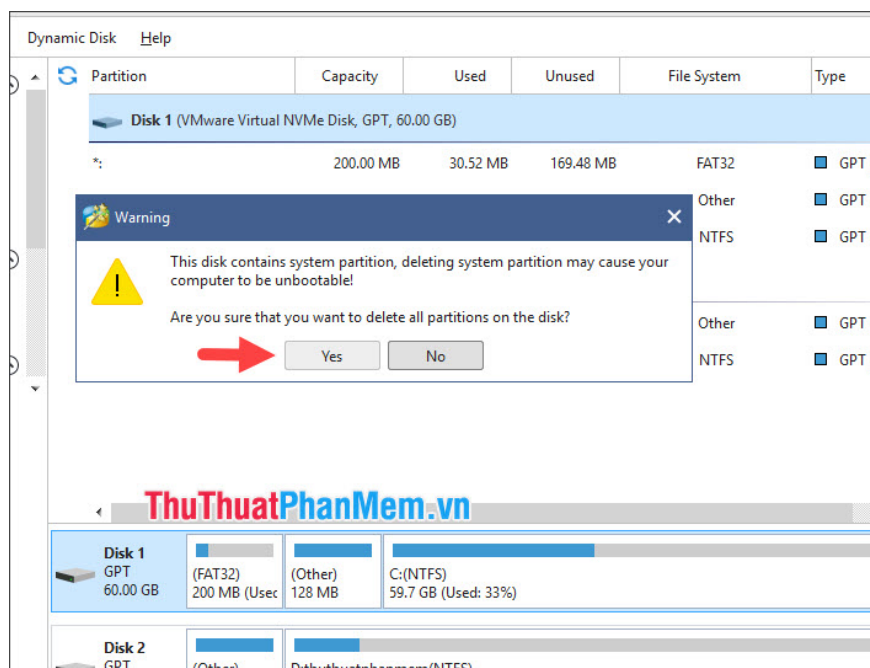 Dynamic Disk Help
Partition Capacity Used Unused File System Type
Disk 1 (VMware Virtual NVMe Disk, GPT, 60.00 GB)
*: 200.00 MB 30.52 MB 169.48 MB FAT32 GPT
Other GPT
NTFS GPT
Warning
This disk contains system partition, deleting system partition may cause your
computer to be unbootable!
Are you sure that you want to delete all partitions on the disk?
Yes No
Other GPT
NTFS GPT
ThuThuatPhanMem.vn
Disk 1
GPT
60.00 GB
(FAT32)
200 MB (Used
(Other)
128 MB
C:(NTFS)
59.7 GB (Used: 33%)
Disk 2
GPT
(Other)
D:thuthuatphanmem(NTFS)